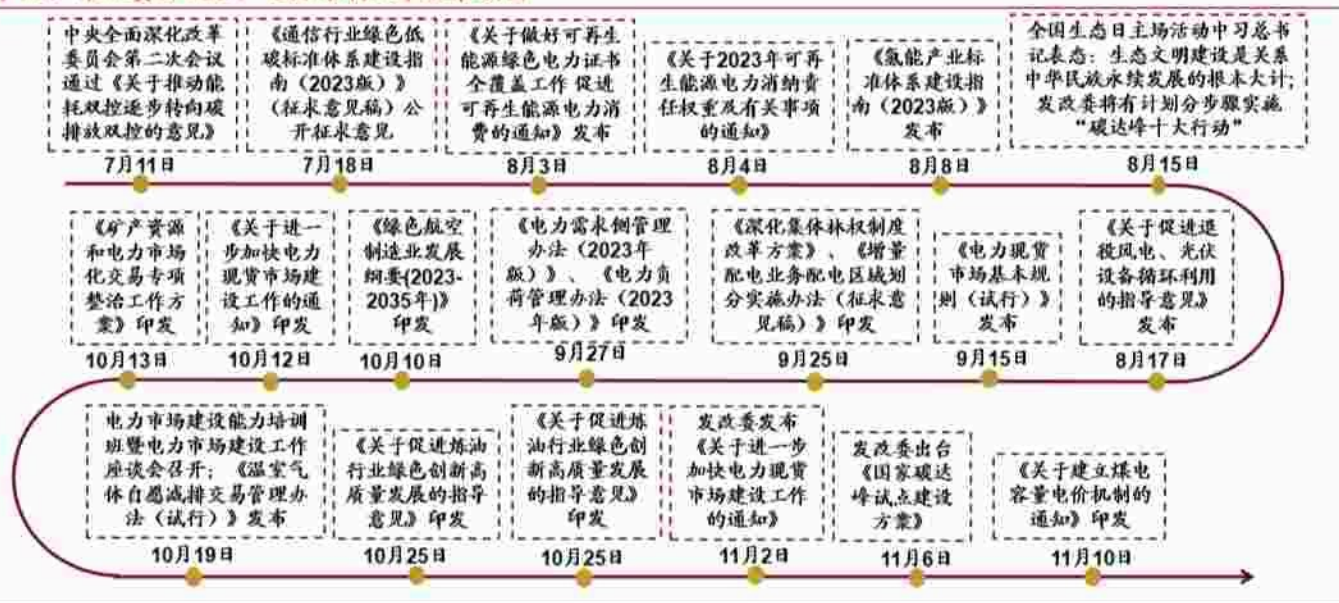 中央全面深化改革
委员会第二次会议
通过《关于推动能
耗双控逐步转向碳
排放双控的意见》
7月11日
《通信行业绿色低
碳标准体系建设指
南(2023版)》
(征求意见稿)公
开征求意见
7月18日
《关于做好可再生
能源绿色电力证书
全覆盖工作 促进
可再生能源电力消
费的通知》发布
8月3日
《关于2023年可再
生能源电力消纳责
任权重及有关事项
的通知》
8月4日
《氢能产业标
准体系建设指
南(2023版)》
发布
8月8日
全国生态日主场活动中习总书
记表态:生态文明建设是关系
中华民族永续发展的根本大计;
发改委将有计划分步骤实施
“碳达峰十大行动”
8月15日
《矿产资源
和电力市场
化交易专项
整治工作方
案》印发
10月13日
《关于进一
步加快电力
现货市场建
设工作的通
知》印发
10月12日
《绿色航空
制造业发展
纲要(2023-
2035年)》
印发
10月10日
《电力需求侧管理
办法(2023年
版)》、《电力负
荷管理办法(2023
年版)》印发
9月27日
《深化集体林权制度
改革方案》、《增量
配电业务配电区域划
分实施办法(征求意
见稿)》印发
9月25日
《电力现货
市场基本规
则(试行)》
发布
9月15日
《关于促进退
役风电、光伏
设备循环利用
的指导意见》
发布
8月17日
电力市场建设能力培训
班暨电力市场建设工作
座谈会召开;《温室气
体自愿减排交易管理办
法(试行)》发布
10月19日
《关于促进炼油
行业绿色创新高
质量发展的指导
意见》印发
10月25日
《关于促进炼
油行业绿色创
新高质量发展
的指导意见》
印发
10月25日
发改委发布
《关于进一步
加快电力现货
市场建设工作
的通知》
11月2日
发改委出台
《国家碳达
峰试点建设
方案》
11月6日
《关于建立煤电
容量电价机制的
通知》印发
11月10日